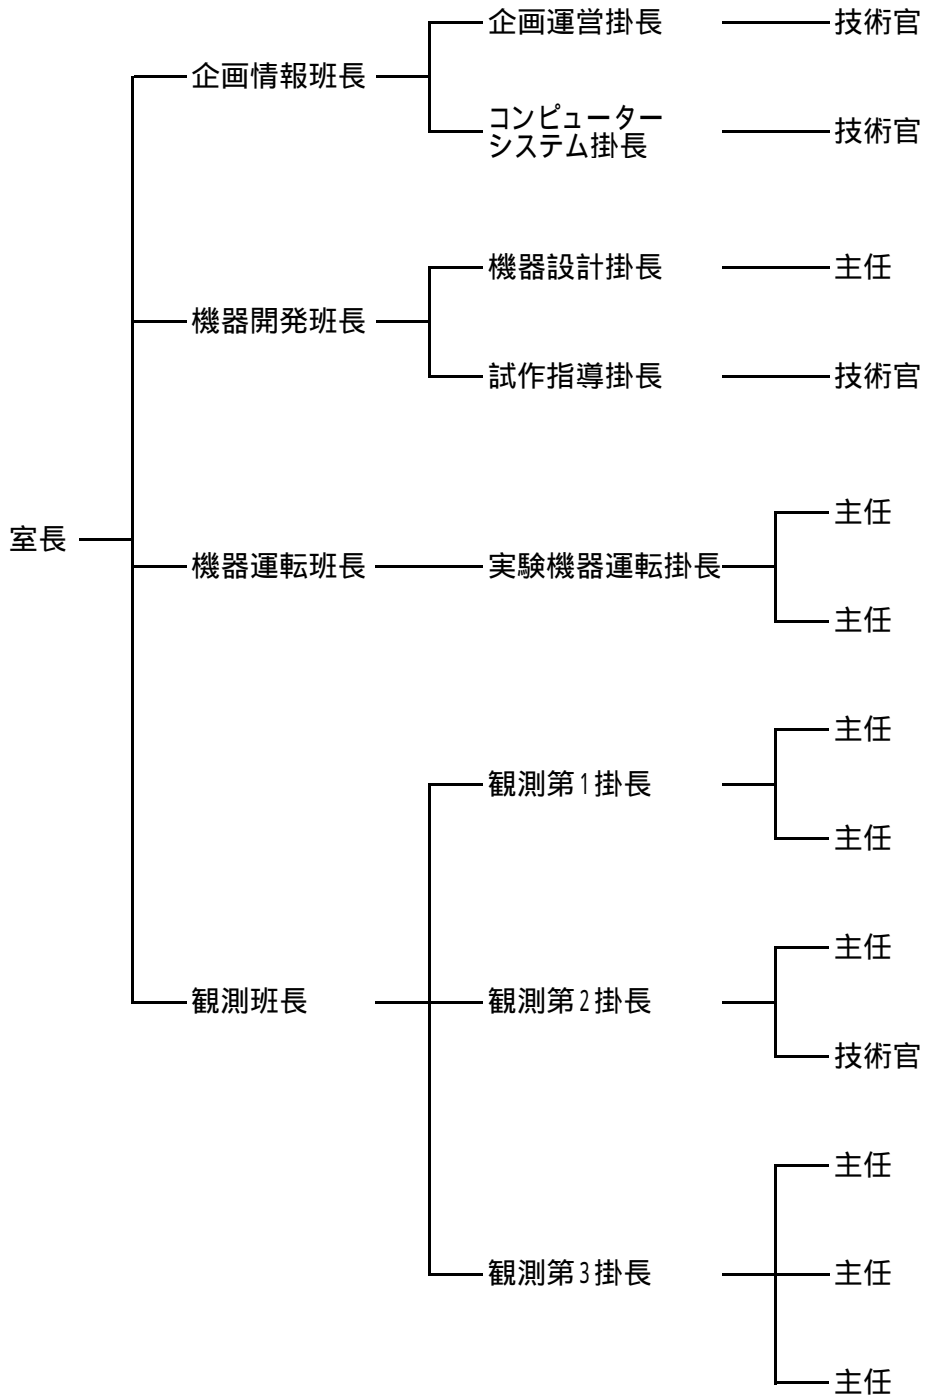 企画運営掛長 技術官
企画情報班長
コンピューター
システム掛長 技術官
機器設計掛長 主任
機器開発班長
試作指導掛長 技術官
主任
室長
機器運転班長 実験機器運転掛長
主任
主任
観測第1掛長
主任
主任
観測班長 観測第2掛長
技術官
主任
観測第3掛長 主任
主任